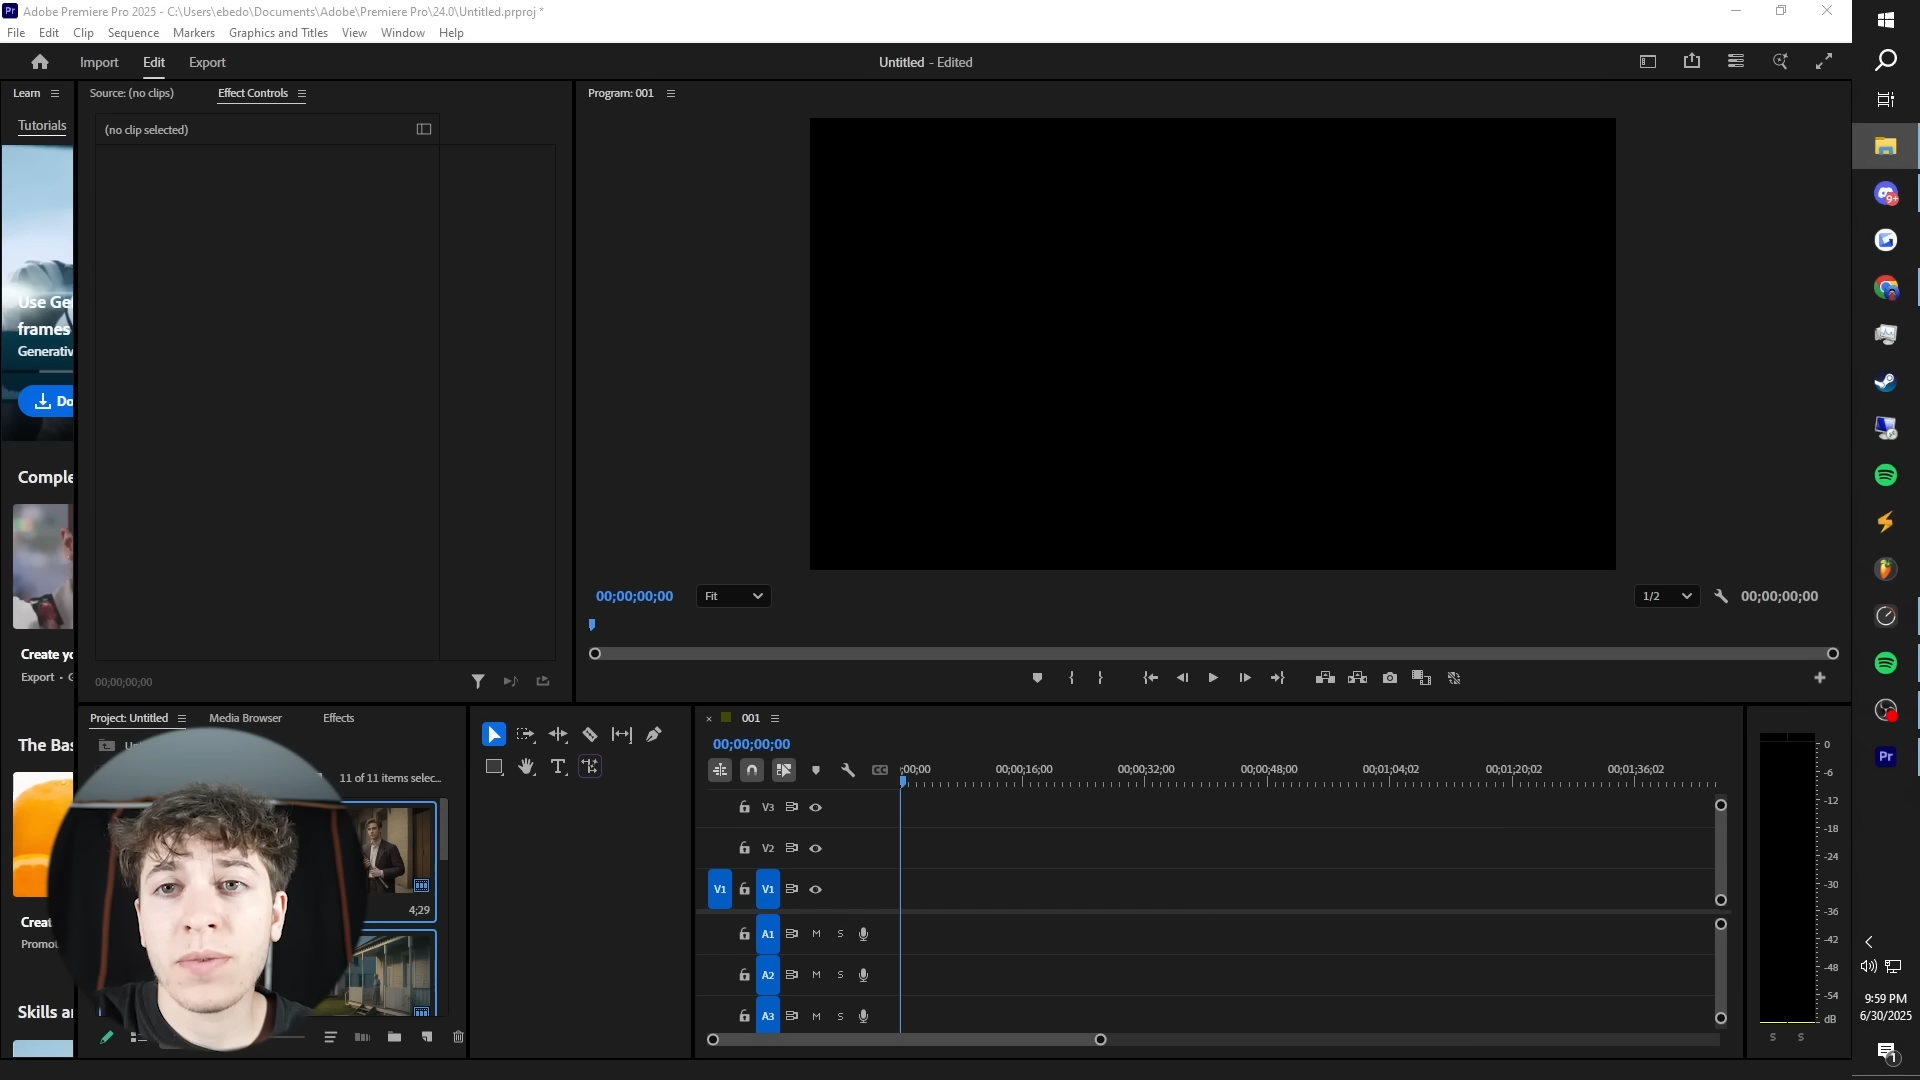 Adobe Premiere Pro 2025 - C:\Users\ebedo\Documents\Adobe\Premiere Pro\24.0\Untitled.prproj *
File Edit Clip Sequence Markers Graphics and Titles View Window Help
Import Edit Export
Untitled - Edited
Learn
Source: (no clips)
Effect Controls
Program: 001
Tutorials
(no clip selected)
Use Ge
frames
Generativ
Do
Comple
Create yo
Export - G
00;00;00;00
00;00;00;00
Fit
1/2
00;00;00;00
Project: Untitled
Media Browser
Effects
11 of 11 items selec...
4;29
The Bas
Creat
Promot
Skills ar
001
00;00;00;00
;00;00
00;00;16;00
00;00;32;00
00;00;48;00
00;01;04;02
00;01;20;02
00;01;36;02
V3
V2
V1 V1
A1 M S
A2 M S
A3 M S
0
-6
-12
-18
-24
-30
-36
-42
-48
-54
dB
S S
9+
Pr
9:59 PM
6/30/2025
1